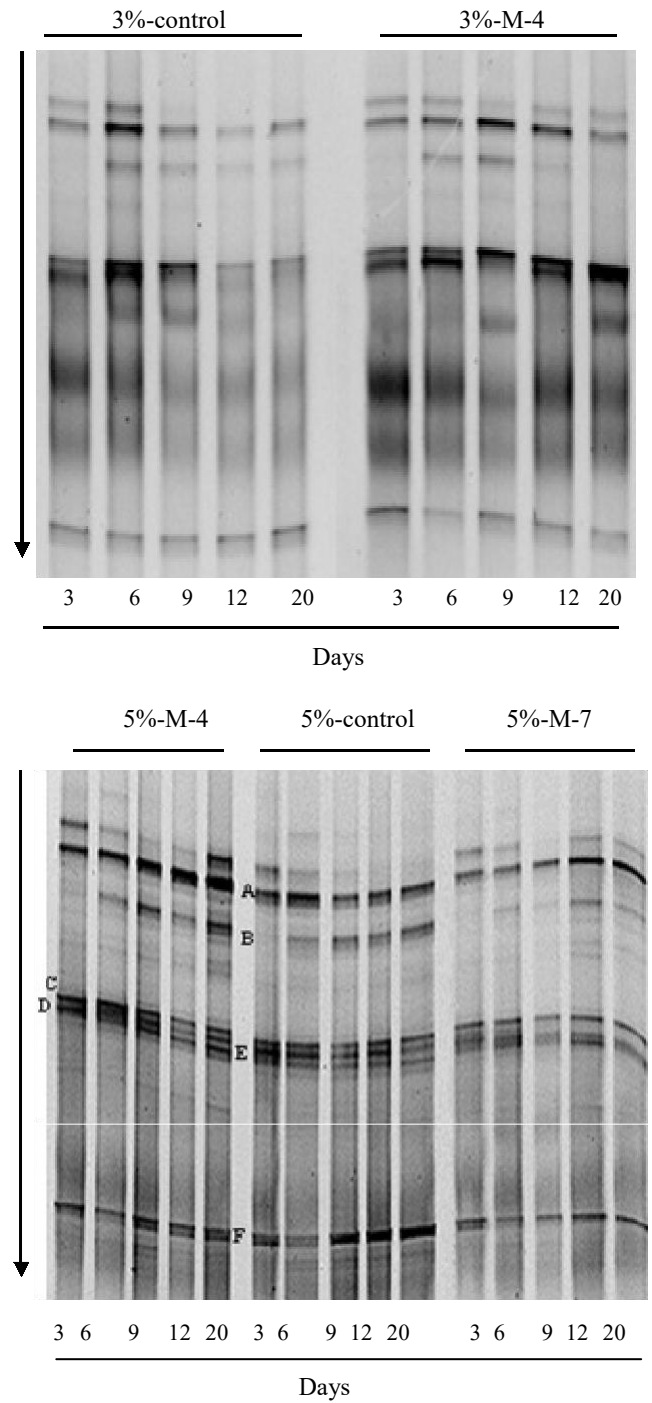 3%-control 3%-M-4
3 6 9 12 20 3 6 9 12 20
Days
5%-M-4 5%-control 5%-M-7
A
B
C
D
E
F
3 6 9 12 20 3 6 9 12 20 3 6 9 12 20
Days